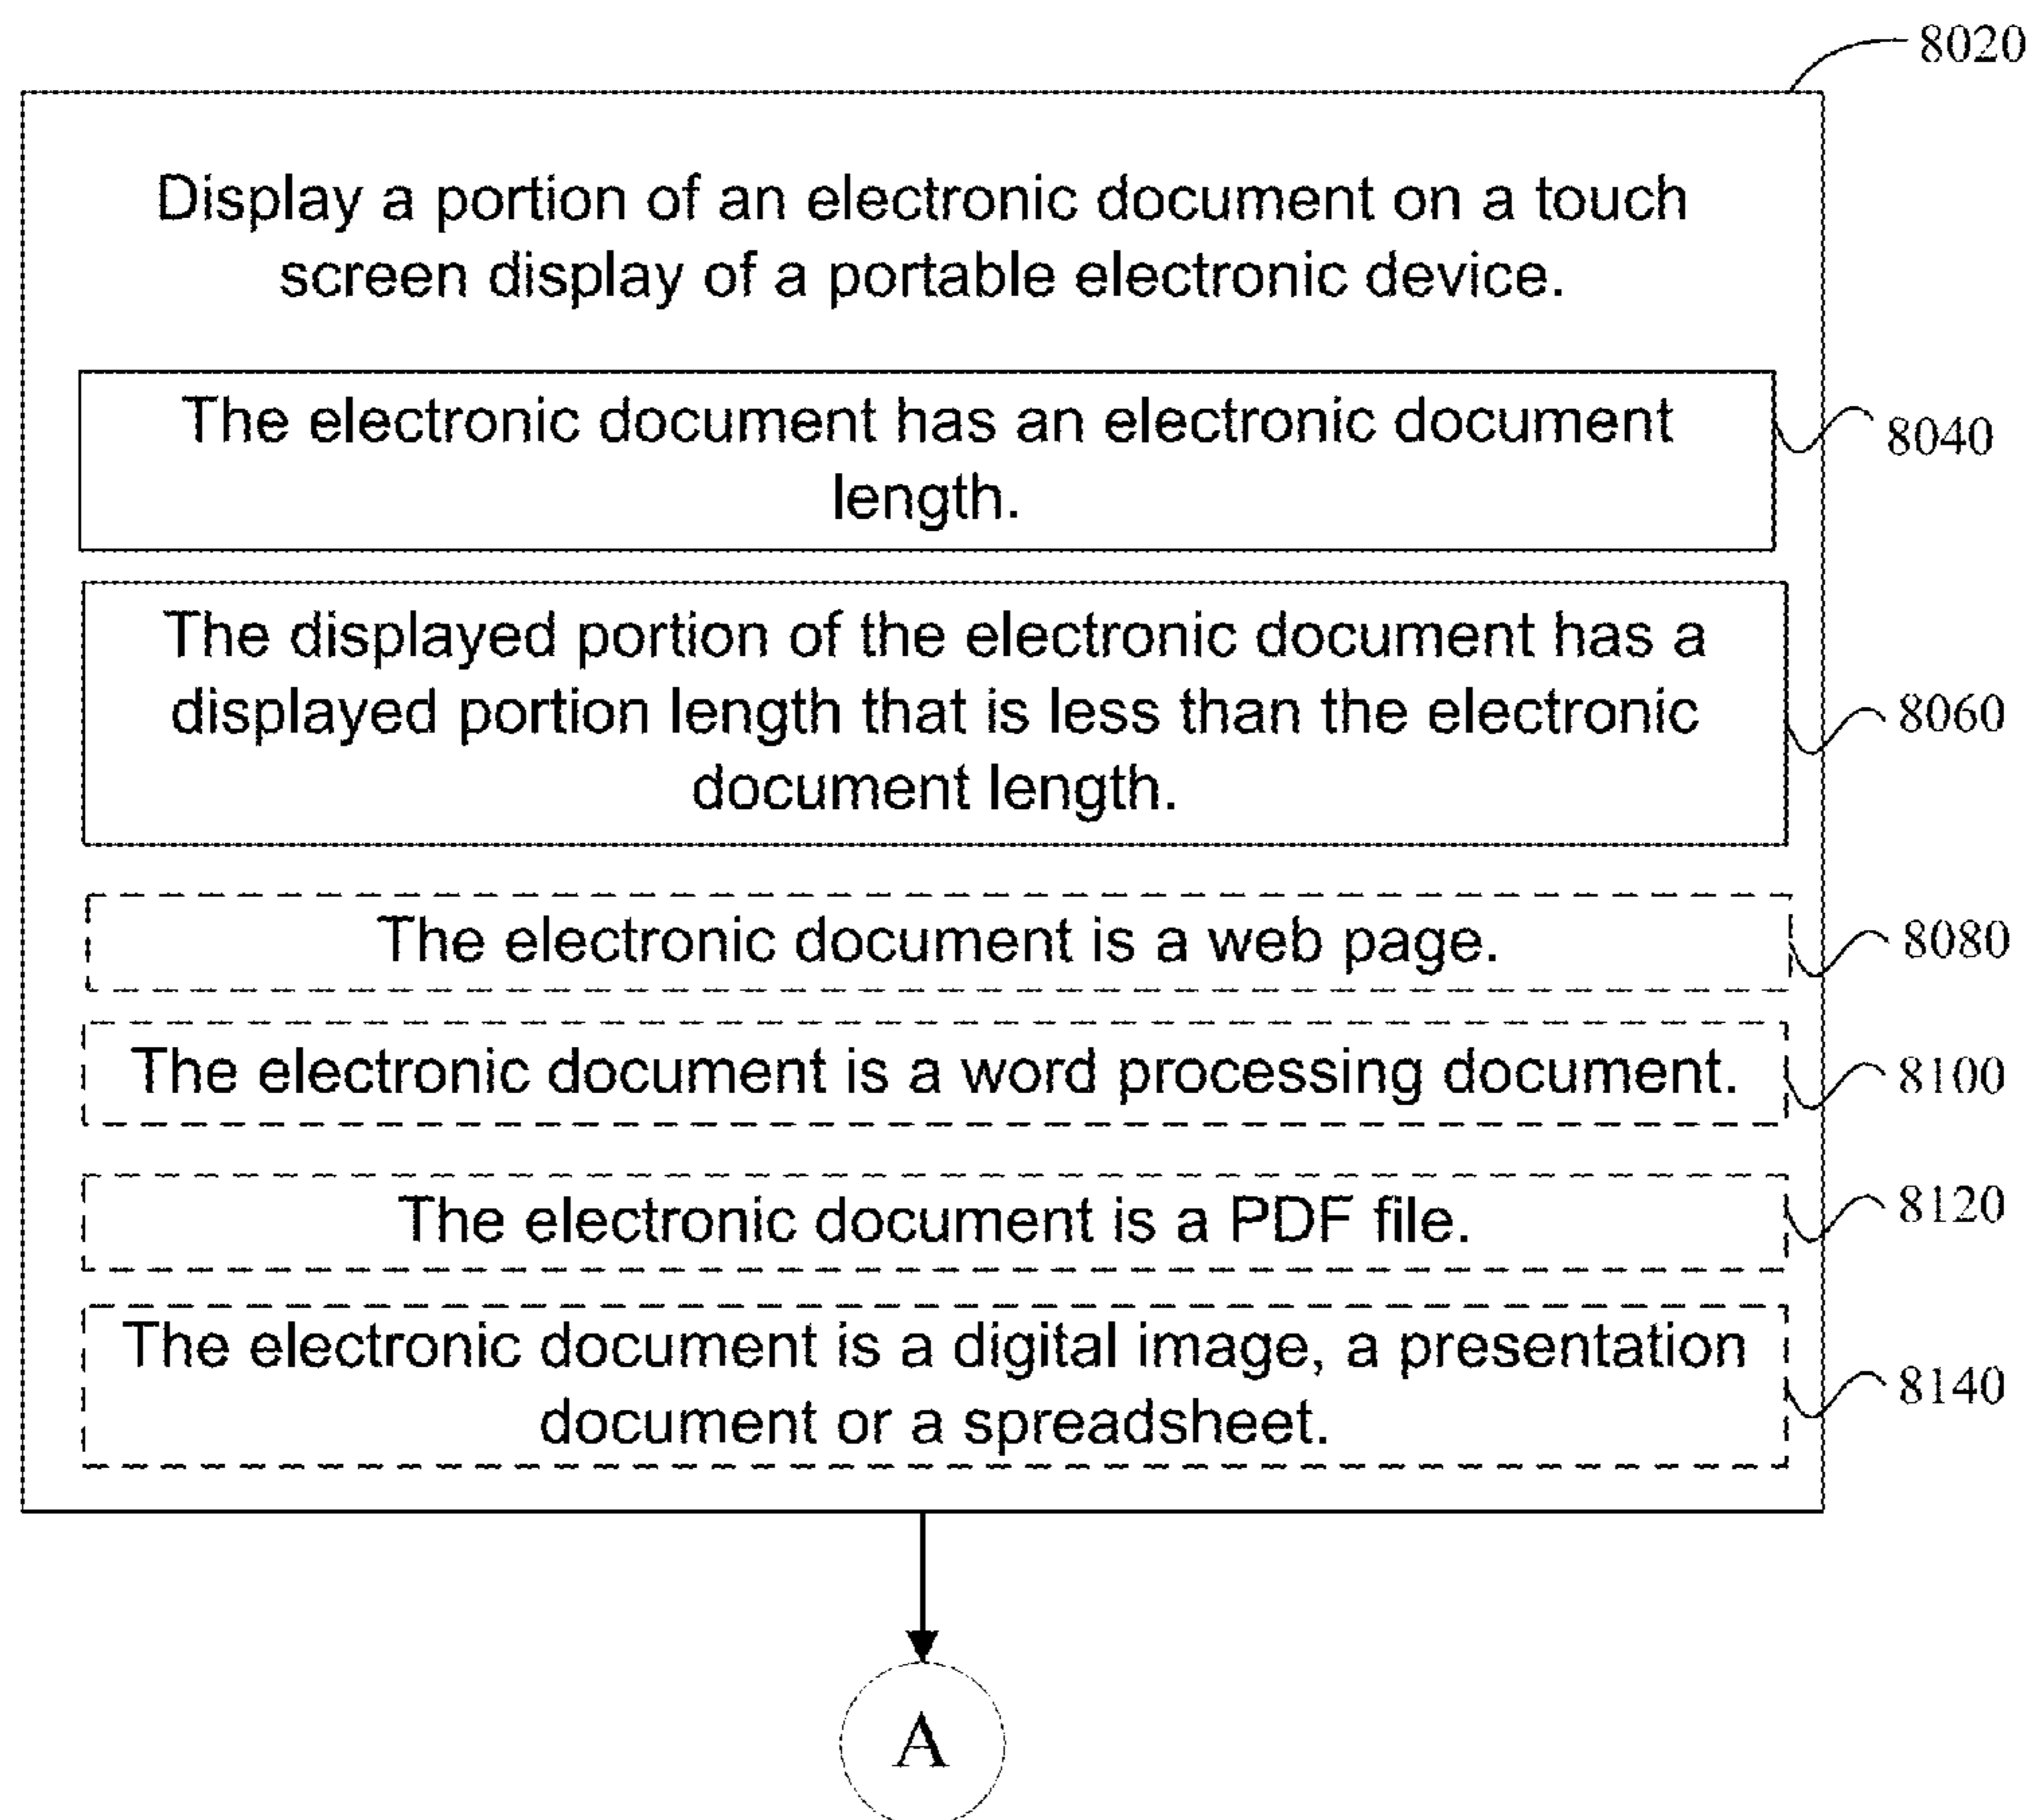 8020
Display a portion of an electronic document on a touch
screen display of a portable electronic device.
The electronic document has an electronic document
length.
8040
The displayed portion of the electronic document has a
displayed portion length that is less than the electronic
document length.
8060
The electronic document is a web page.
8080
The electronic document is a word processing document.
8100
The electronic document is a PDF file.
8120
The electronic document is a digital image, a presentation
document or a spreadsheet.
8140
A